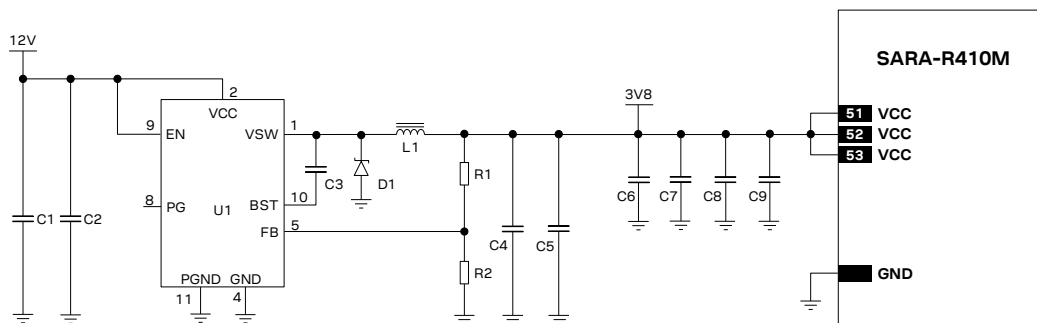 12V
SARA-R410M
2
VCC
3V8
9
EN
VSW
1
51 VCC
52 VCC
53 VCC
L1
C3
D1
R1
8
PG
U1
BST
10
C6
C7
C8
C9
C1
C2
FB
5
C4
C5
R2
GND
PGND GND
11
4